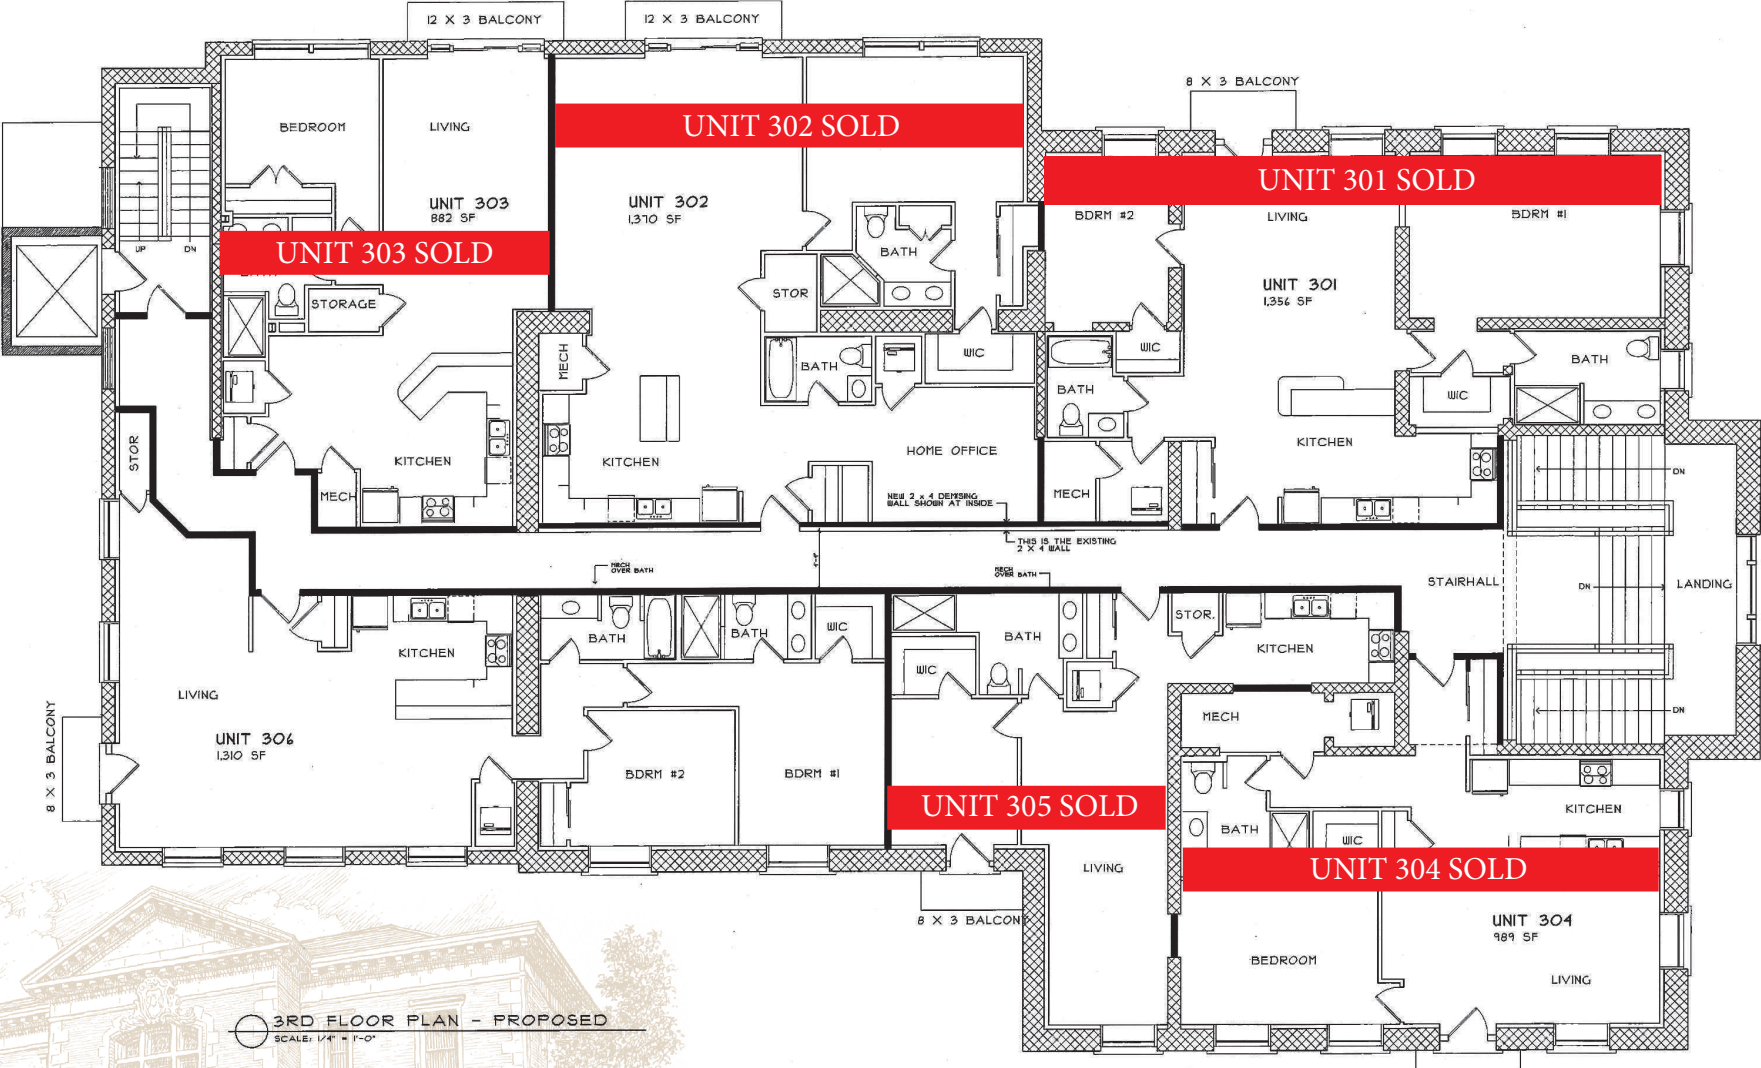 12 X 3 BALCONY
12 X 3 BALCONY
8 X 3 BALCONY
BEDROOM
LIVING
UNIT 302 SOLD
UNIT 301 SOLD
UNIT 303
882 SF
UNIT 302
1,370 SF
BDRM #2
LIVING
BDRM #1
UP
DN
UNIT 303 SOLD
BATH
STORAGE
STOR
UNIT 301
1,356 SF
MECH
BATH
WIC
WIC
BATH
BATH
WIC
STOR
KITCHEN
MECH
KITCHEN
HOME OFFICE
NEW 2 x 4 DEMISING
WALL SHOWN AT INSIDE
MECH
KITCHEN
DN
THIS IS THE EXISTING
2 X 4 WALL
MECH
OVER BATH
MECH
OVER BATH
STAIRHALL
DN
LANDING
BATH
BATH
WIC
BATH
STOR.
KITCHEN
KITCHEN
WIC
LIVING
MECH
DN
UNIT 306
1,310 SF
8 X 3 BALCONY
BDRM #2
BDRM #1
UNIT 305 SOLD
KITCHEN
BATH
WIC
LIVING
UNIT 304 SOLD
8 X 3 BALCONY
UNIT 304
989 SF
BEDROOM
LIVING
3RD FLOOR PLAN - PROPOSED
SCALE: 1/4" = 1'-0"